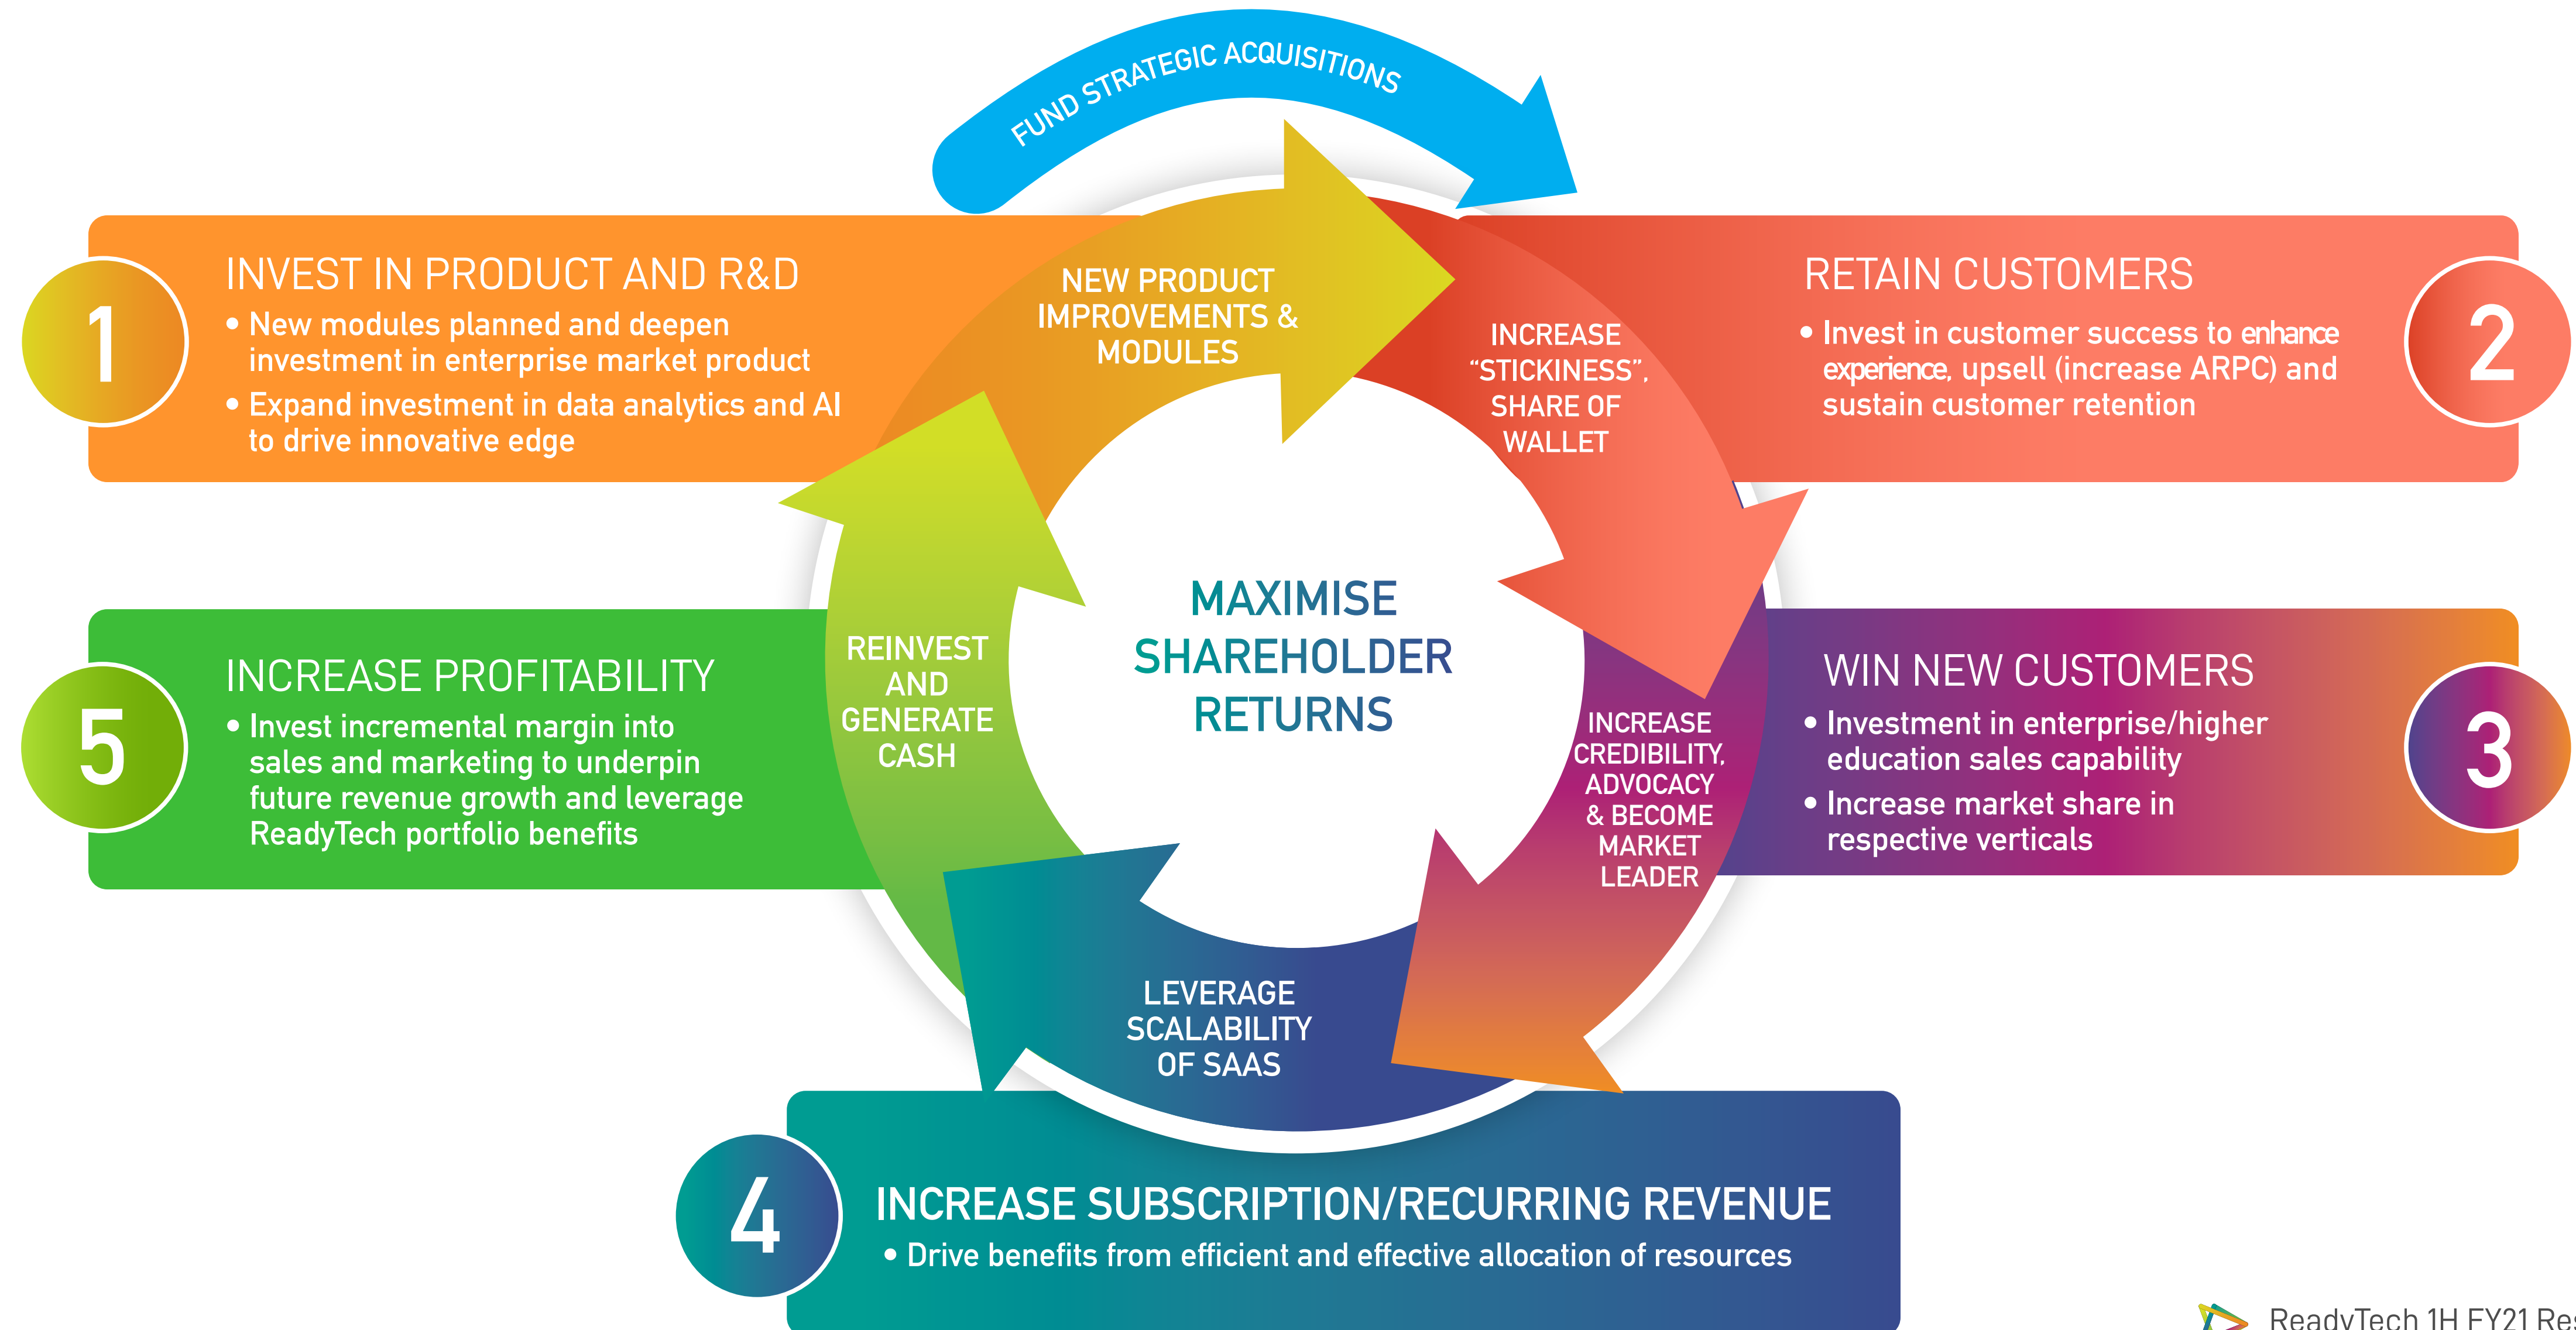 FUND STRATEGIC ACQUISITIONS
1
INVEST IN PRODUCT AND R&D
• New modules planned and deepen
investment in enterprise market product
• Expand investment in data analytics and AI
to drive innovative edge
NEW PRODUCT
IMPROVEMENTS &
MODULES
INCREASE
“STICKINESS”,
SHARE OF
WALLET
RETAIN CUSTOMERS
• Invest in customer success to enhance
experience, upsell (increase ARPC) and
sustain customer retention
2
MAXIMISE
SHAREHOLDER
RETURNS
5
INCREASE PROFITABILITY
• Invest incremental margin into
sales and marketing to underpin
future revenue growth and leverage
ReadyTech portfolio benefits
REINVEST
AND
GENERATE
CASH
INCREASE
CREDIBILITY,
ADVOCACY
& BECOME
MARKET
LEADER
WIN NEW CUSTOMERS
• Investment in enterprise/higher
education sales capability
• Increase market share in
respective verticals
3
LEVERAGE
SCALABILITY
OF SAAS
4
INCREASE SUBSCRIPTION/RECURRING REVENUE
• Drive benefits from efficient and effective allocation of resources
ReadyTech 1H FY21